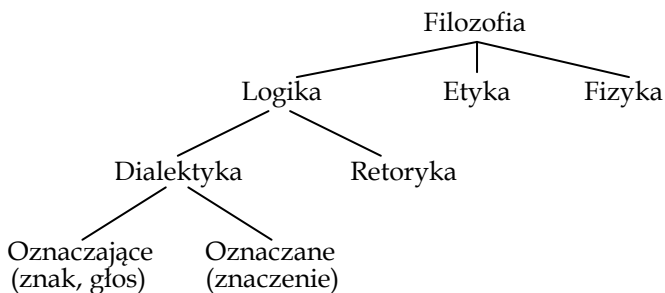 Filozofia
Logika Etyka Fizyka
Dialektyka Retoryka
Oznaczające Oznaczane
(znak, głos) (znaczenie)